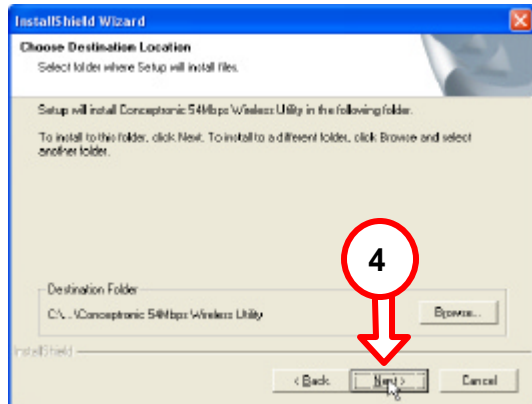 InstallShield Wizard
Choose Destination Location
Select folder where Setup will install files.
Setup will install Conceptronic 54Mbps Wireless Utility in the following folder.
To install to this folder, click Next. To install to a different folder, click Browse and select
another folder.
4
Destination Folder
C:\...\Conceptronic 54Mbps Wireless Utility
Browse...
InstallShield
< Back
Next >
Cancel